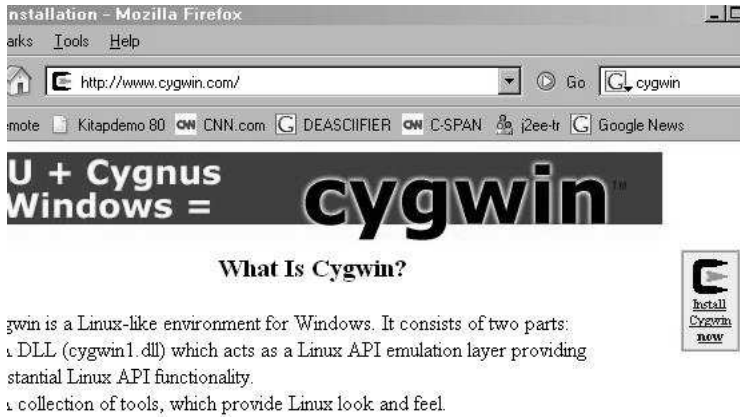 nstallation - Mozilla Firefox
arks Tools Help
http://www.cygwin.com/ Go cygwin
emote Kitapdemo 80 CNN.com DEASCIIFIER C-SPAN j2ee-tr Google News
U + Cygnus
Windows =
cygwin™
What Is Cygwin?
Install
Cygwin
now
gwin is a Linux-like environment for Windows. It consists of two parts:
A DLL (cygwin1.dll) which acts as a Linux API emulation layer providing
stantial Linux API functionality.
A collection of tools, which provide Linux look and feel.